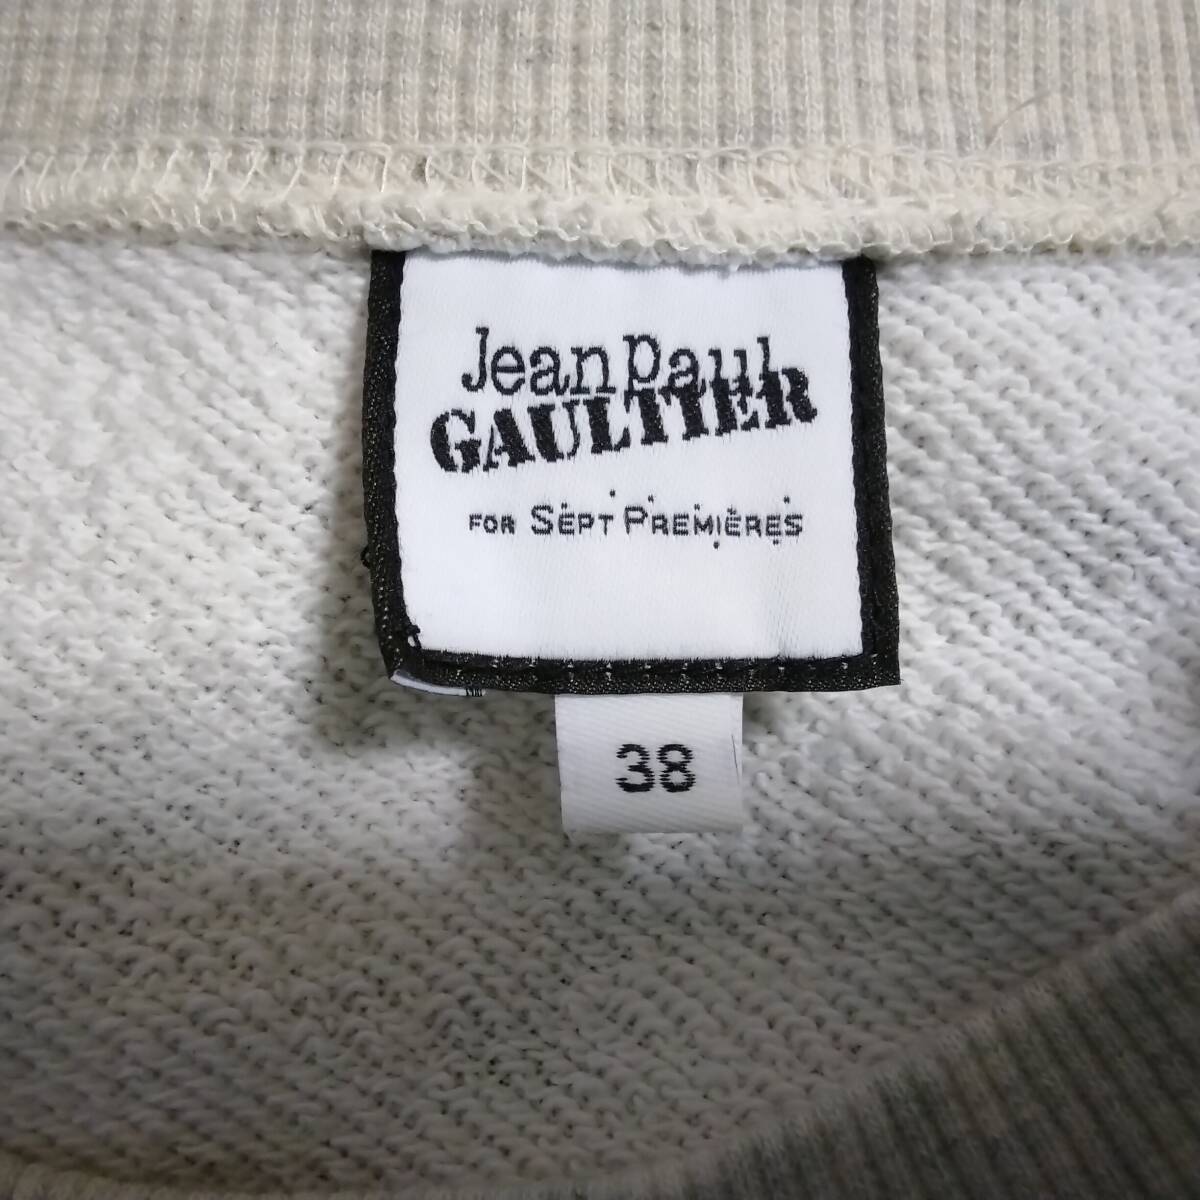 Jean Paul
GAULTIER
FOR SEPT PREMIÈRES
38